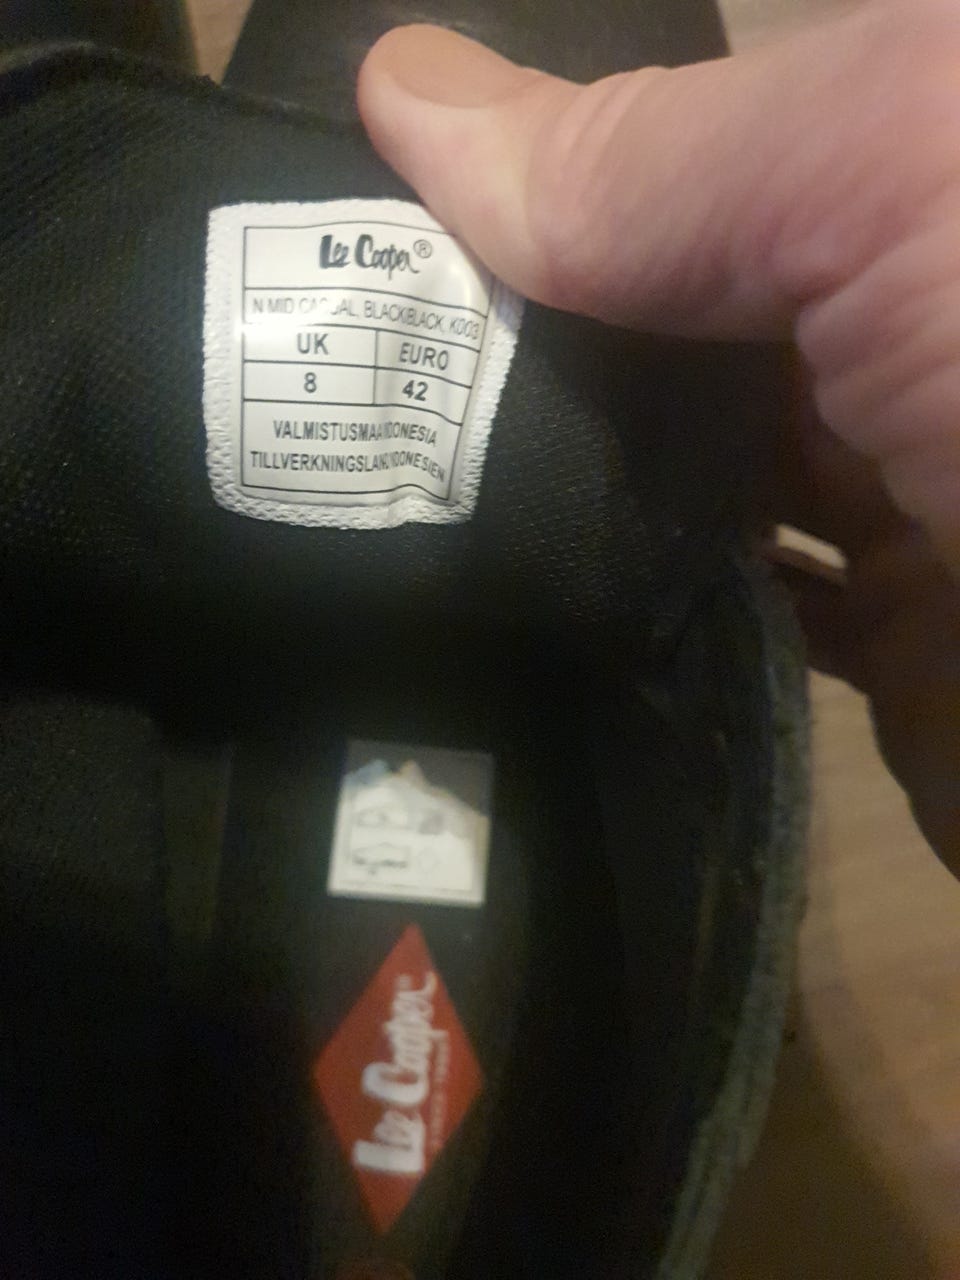 Lee Cooper®
N MID CASUAL, BLACK/BLACK, K003
UK EURO
8 42
VALMISTUSMAA INDONESIA
TILLVERKNINGSLAND INDONESIEN
Lee Cooper